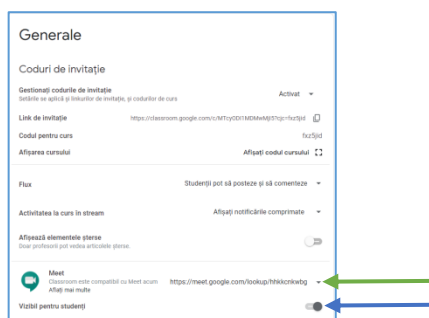 Generale
Coduri de invitație
Gestionați codurile de invitație
Activat
Setările se aplică și linkurilor de invitație, și codurilor de curs
Link de invitație https://classroom.google.com/c/MTcyODI1MDMwMjI5?cjc=fxz5jid
Codul pentru curs fxz5jid
Afișarea cursului Afișați codul cursului
Flux Studenții pot să posteze și să comenteze
Activitatea la curs în stream Afișați notificările comprimate
Afișează elementele șterse
Doar profesorii pot vedea articolele șterse.
Meet
Classroom este compatibil cu Meet acum https://meet.google.com/lookup/hhkkcnkwbg
Aflați mai multe
Vizibil pentru studenți